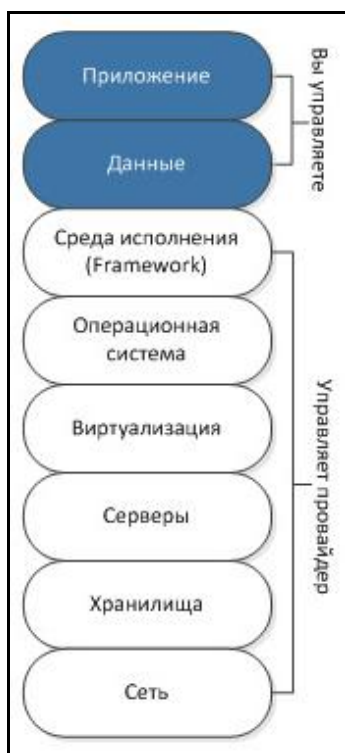 Приложение
Данные
Среда исполнения
(Framework)
Операционная
система
Виртуализация
Серверы
Хранилища
Сеть
Вы управляете
Управляет провайдер